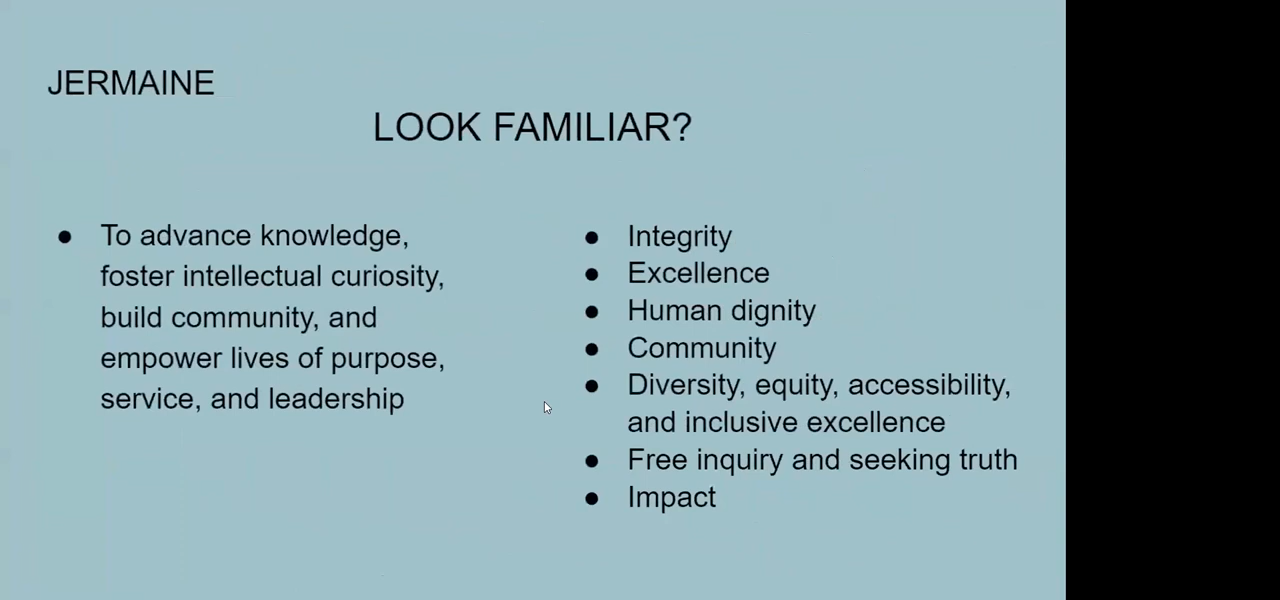 JERMAINE
LOOK FAMILIAR?
● To advance knowledge,
foster intellectual curiosity,
build community, and
empower lives of purpose,
service, and leadership
● Integrity
● Excellence
● Human dignity
● Community
● Diversity, equity, accessibility,
and inclusive excellence
● Free inquiry and seeking truth
● Impact